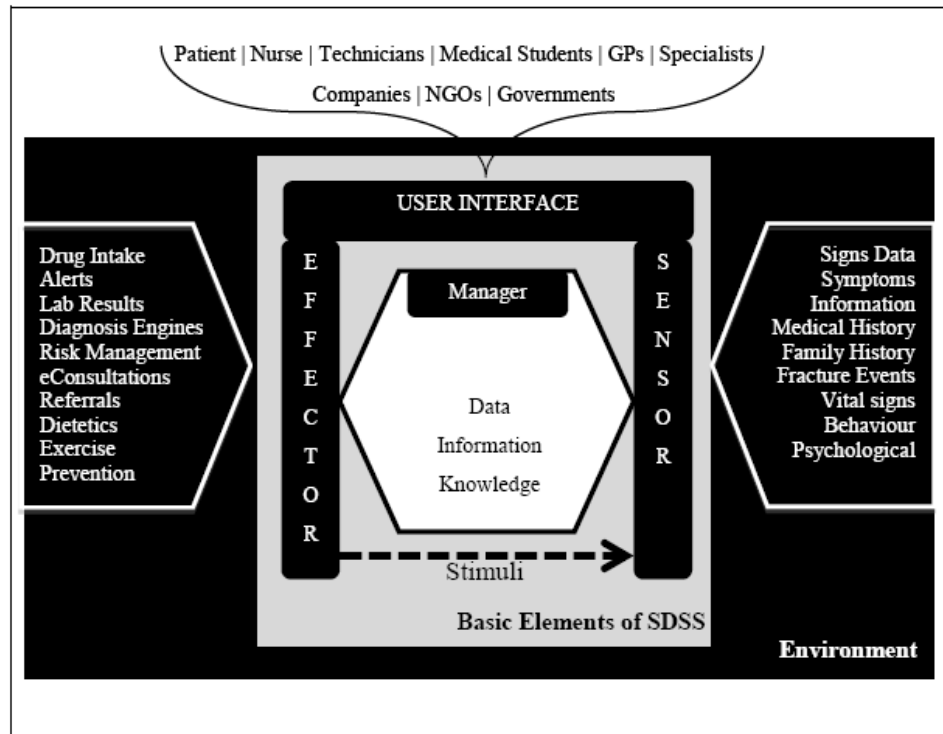 Patient | Nurse | Technicians | Medical Students | GPs | Specialists
Companies | NGOs | Governments
USER INTERFACE
Drug Intake
Alerts
Lab Results
Diagnosis Engines
Risk Management
eConsultations
Referrals
Dietetics
Exercise
Prevention
EFFECTOR
Manager
Data
Information
Knowledge
SENSOR
Signs Data
Symptoms
Information
Medical History
Family History
Fracture Events
Vital signs
Behaviour
Psychological
Stimuli
Basic Elements of SDSS
Environment